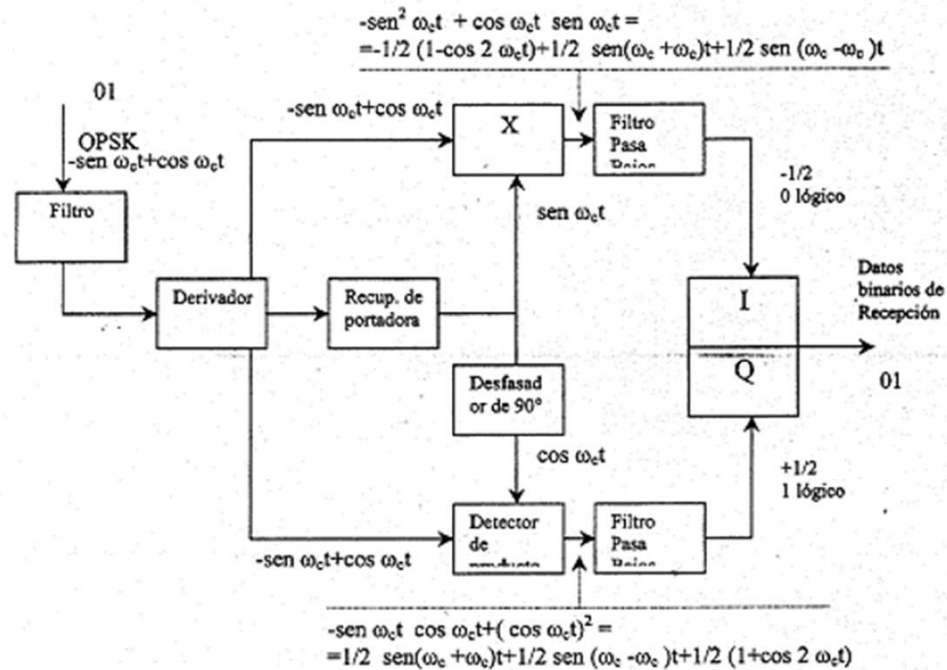 -sen² ωct + cos ωct sen ωct =
=-1/2 (1-cos 2 ωct)+1/2 sen(ωc +ωc)t+1/2 sen (ωc -ωc )t
01
QPSK
-sen ωct+cos ωct
Filtro
-sen ωct+cos ωct
X
Filtro
Pasa
Bajos
-1/2
0 lógico
sen ωct
Derivador
Recup. de
portadora
I
Q
Datos
binarios de
Recepción
01
Desfasad
or de 90°
cos ωct
+1/2
1 lógico
Detector
de
producto
Filtro
Pasa
Bajos
-sen ωct+cos ωct
-sen ωct cos ωct+( cos ωct)² =
=1/2 sen(ωc +ωc)t+1/2 sen (ωc -ωc )t+1/2 (1+cos 2 ωct)